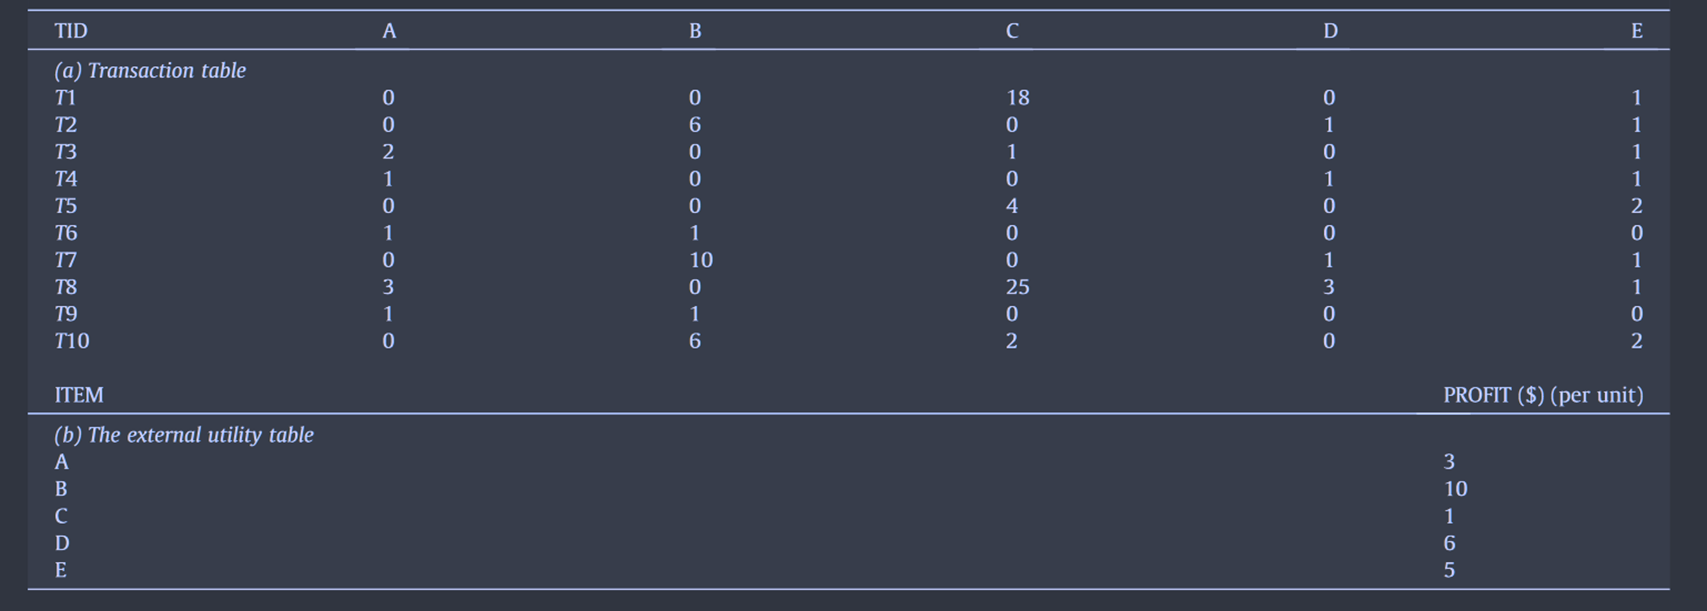 TID A B C D E
(a) Transaction table
T1 0 0 18 0 1
T2 0 6 0 1 1
T3 2 0 1 0 1
T4 1 0 0 1 1
T5 0 0 4 0 2
T6 1 1 0 0 0
T7 0 10 0 1 1
T8 3 0 25 3 1
T9 1 1 0 0 0
T10 0 6 2 0 2
ITEM PROFIT ($) (per unit)
(b) The external utility table
A 3
B 10
C 1
D 6
E 5